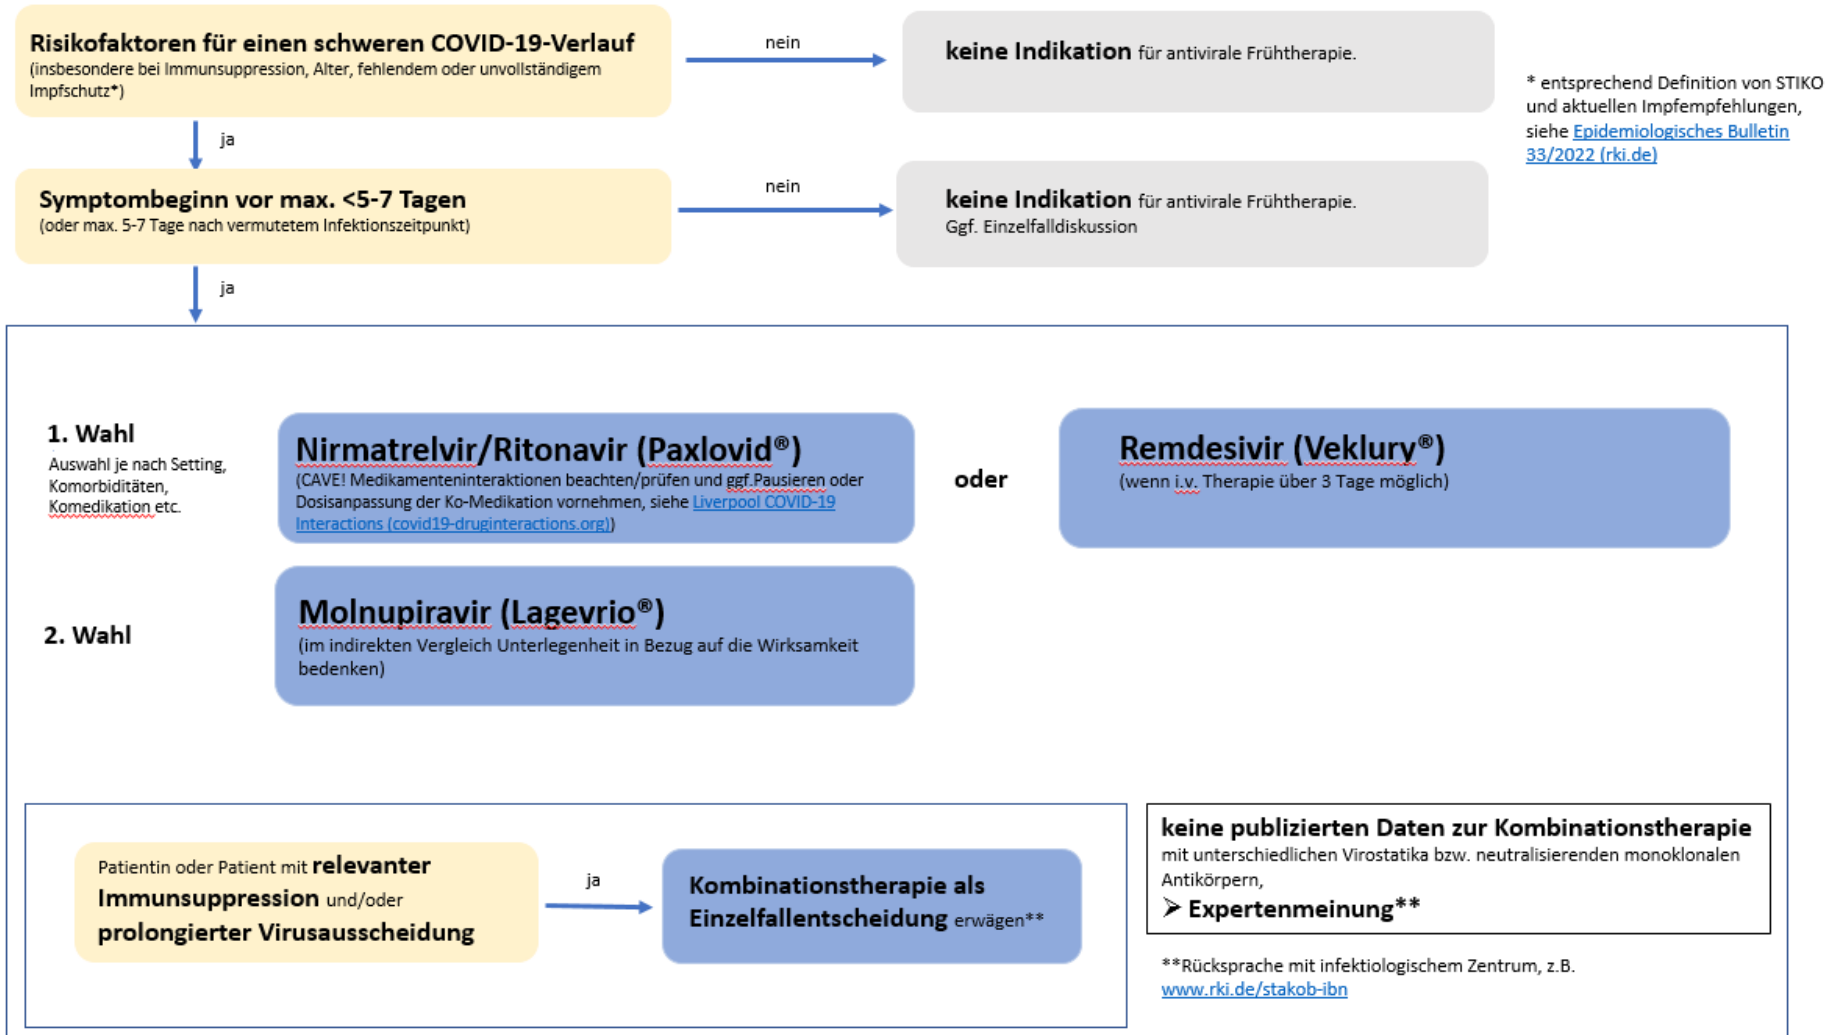 Risikofaktoren für einen schweren COVID-19-Verlauf
(insbesondere bei Immunsuppression, Alter, fehlendem oder unvollständigem
Impfschutz*)
nein
keine Indikation für antivirale Frühtherapie.
* entsprechend Definition von STIKO
und aktuellen Impfempfehlungen,
siehe Epidemiologisches Bulletin
33/2022 (rki.de)
ja
Symptombeginn vor max. <5-7 Tagen
(oder max. 5-7 Tage nach vermutetem Infektionszeitpunkt)
nein
keine Indikation für antivirale Frühtherapie.
Ggf. Einzelfalldiskussion
ja
1. Wahl
Auswahl je nach Setting,
Komorbiditäten,
Komedikation etc.
Nirmatrelvir/Ritonavir (Paxlovid®)
(CAVE! Medikamenteninteraktionen beachten/prüfen und ggf.Pausieren oder
Dosisanpassung der Ko-Medikation vornehmen, siehe Liverpool COVID-19
Interactions (covid19-druginteractions.org))
oder
Remdesivir (Veklury®)
(wenn i.v. Therapie über 3 Tage möglich)
2. Wahl
Molnupiravir (Lagevrio®)
(im indirekten Vergleich Unterlegenheit in Bezug auf die Wirksamkeit
bedenken)
Patientin oder Patient mit relevanter
Immunsuppression und/oder
prolongierter Virusausscheidung
ja
Kombinationstherapie als
Einzelfallentscheidung erwägen**
keine publizierten Daten zur Kombinationstherapie
mit unterschiedlichen Virostatika bzw. neutralisierenden monoklonalen
Antikörpern,
➢ Expertenmeinung**
**Rücksprache mit infektiologischem Zentrum, z.B.
www.rki.de/stakob-ibn